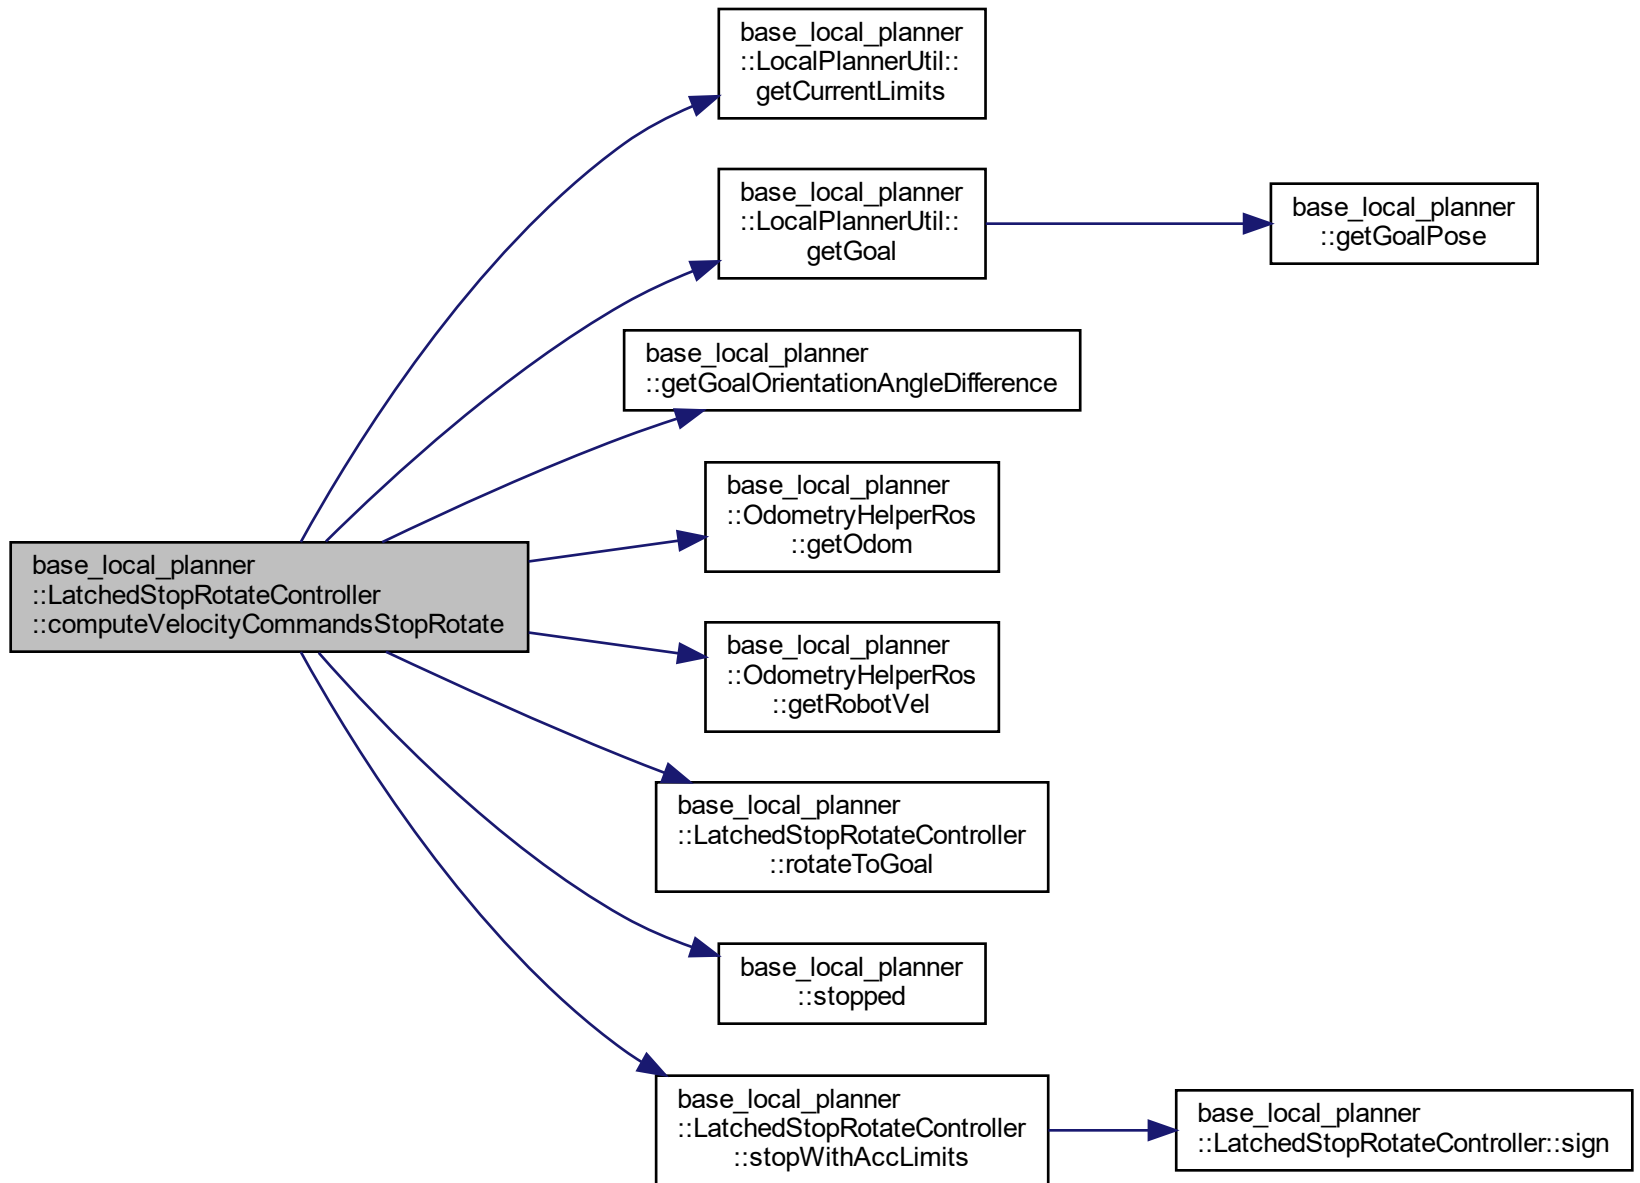 base_local_planner
::LocalPlannerUtil::
getCurrentLimits
base_local_planner
::LocalPlannerUtil::
getGoal
base_local_planner
::getGoalPose
base_local_planner
::getGoalOrientationAngleDifference
base_local_planner
::OdometryHelperRos
::getOdom
base_local_planner
::LatchedStopRotateController
::computeVelocityCommandsStopRotate
base_local_planner
::OdometryHelperRos
::getRobotVel
base_local_planner
::LatchedStopRotateController
::rotateToGoal
base_local_planner
::stopped
base_local_planner
::LatchedStopRotateController
::stopWithAccLimits
base_local_planner
::LatchedStopRotateController::sign